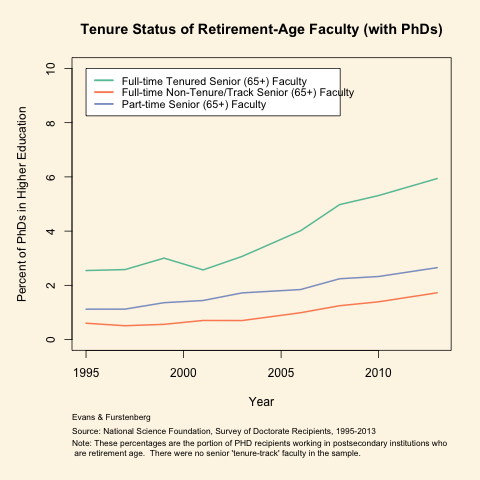 Tenure Status of Retirement-Age Faculty (with PhDs)
Full-time Tenured Senior (65+) Faculty
Full-time Non-Tenure/Track Senior (65+) Faculty
Part-time Senior (65+) Faculty
Percent of PhDs in Higher Education
10
8
6
4
2
0
1995
2000
2005
2010
Year
Evans & Furstenberg
Source: National Science Foundation, Survey of Doctorate Recipients, 1995-2013
Note: These percentages are the portion of PHD recipients working in postsecondary institutions who
are retirement age.  There were no senior 'tenure-track' faculty in the sample.